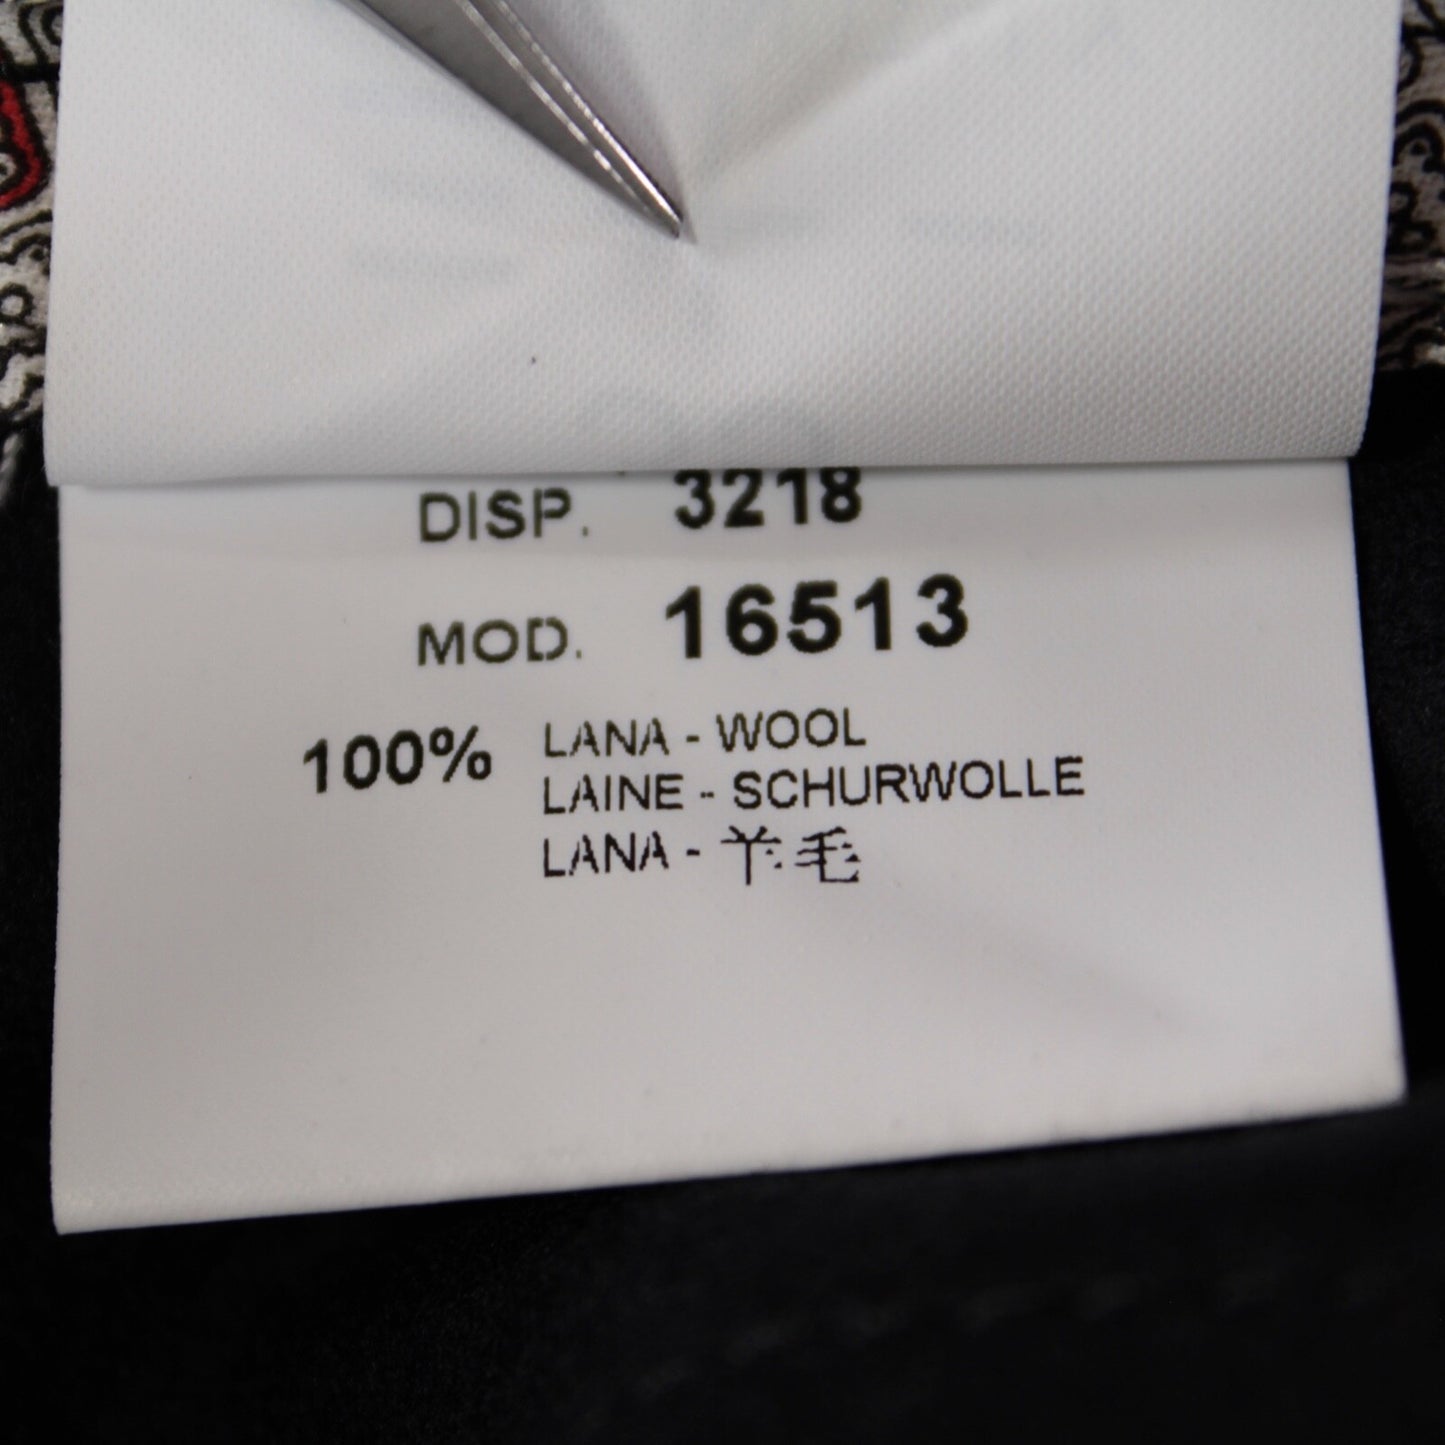 DISP. 3218
MOD. 16513
100% LANA - WOOL
LAINE - SCHURWOLLE
LANA - 羊毛